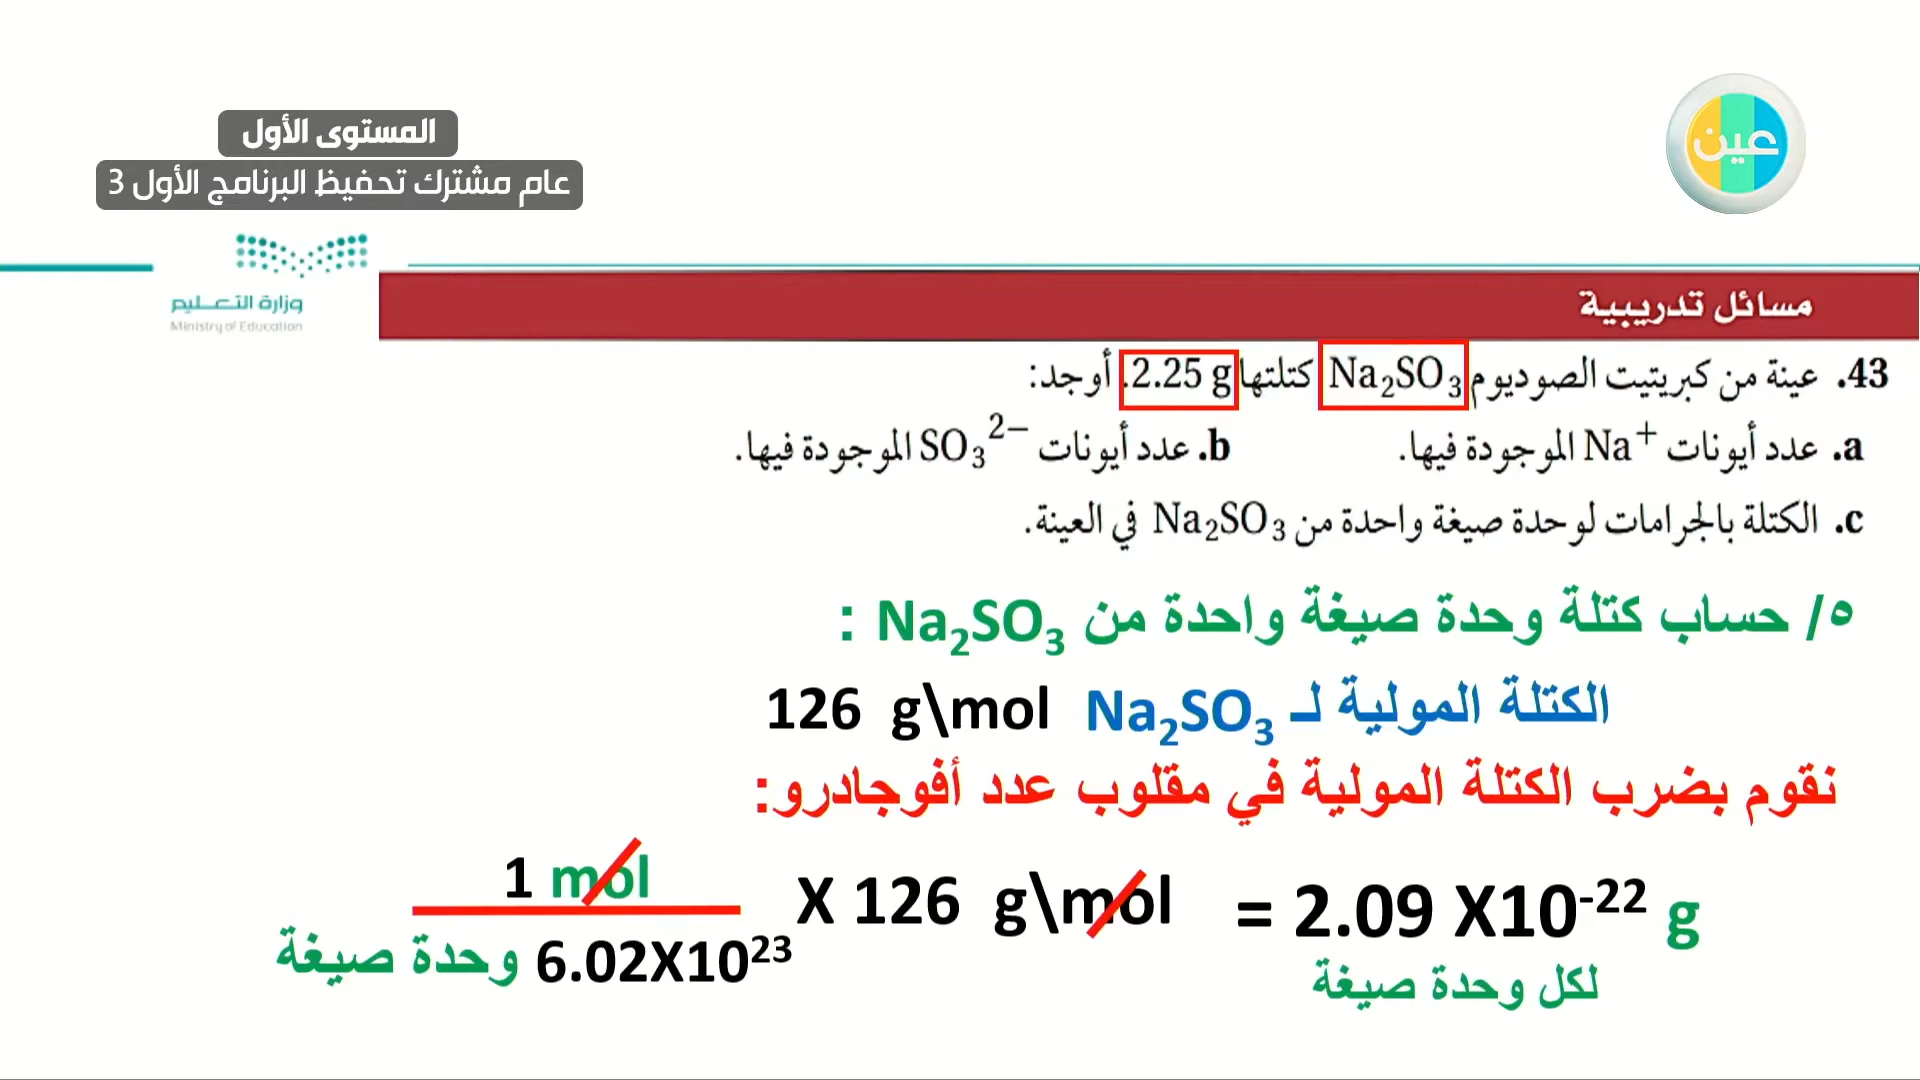 المستوى الأول
عام مشترك تحفيظ البرنامج الأول 3
عين
وزارة التعليم
Ministry of Education
مسائل تدريبية
43. عينة من كبريتيت الصوديوم Na₂SO₃ كتلتها 2.25 g. أوجد:
a. عدد أيونات Na⁺ الموجودة فيها. b. عدد أيونات SO₃²⁻ الموجودة فيها.
c. الكتلة بالجرامات لوحدة صيغة واحدة من Na₂SO₃ في العينة.
٥/ حساب كتلة وحدة صيغة واحدة من Na₂SO₃ :
الكتلة المولية لـ Na₂SO₃ 126 g\mol
نقوم بضرب الكتلة المولية في مقلوب عدد أفوجادرو:
1 mol
X 126 g\mol = 2.09 X10⁻²² g
6.02X10²³ وحدة صيغة
لكل وحدة صيغة